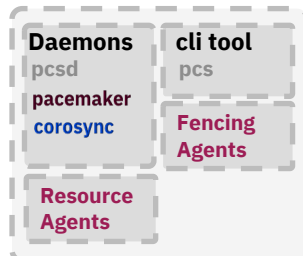 Daemons
pcsd
pacemaker
corosync
cli tool
pcs
Fencing
Agents
Resource
Agents